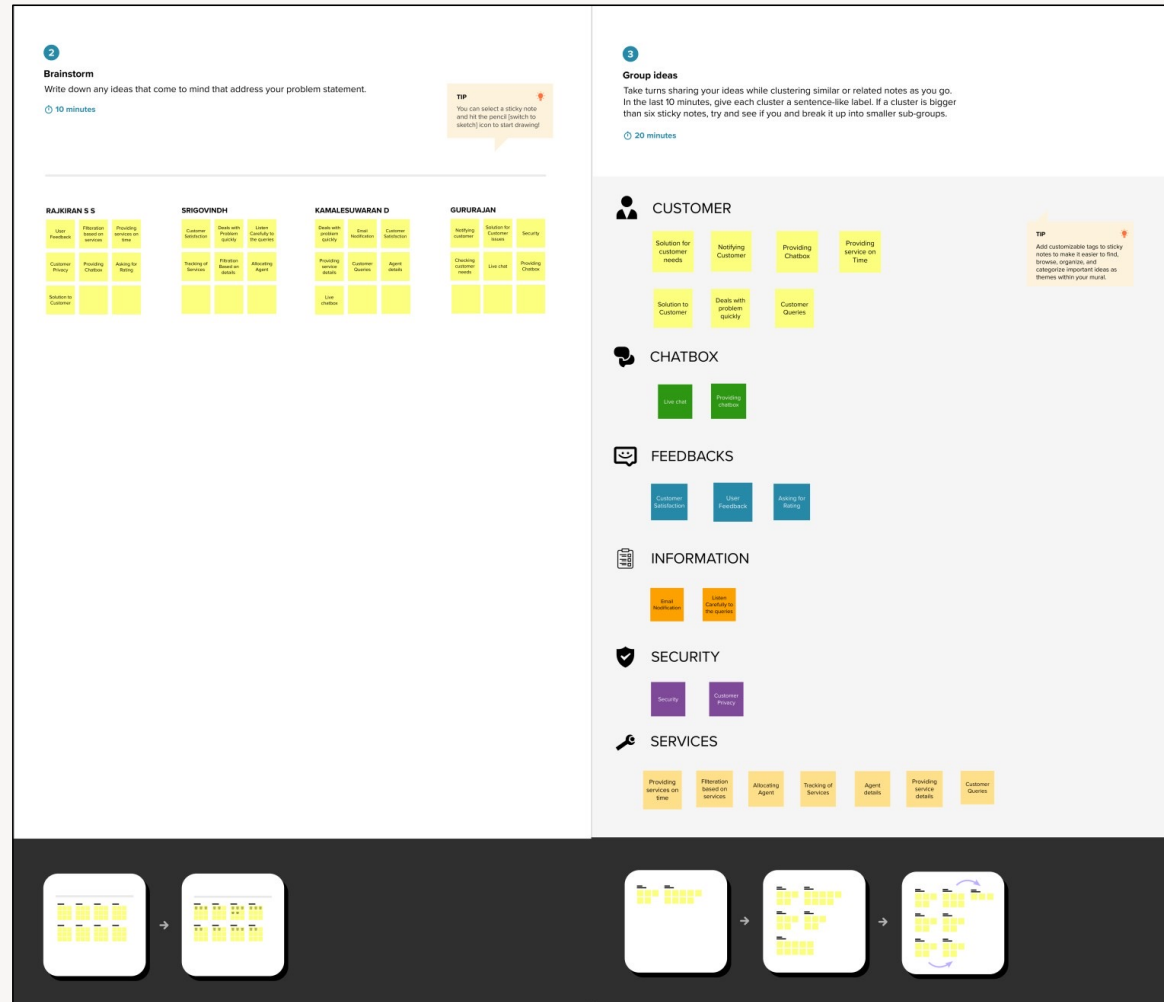 2
Brainstorm
Write down any ideas that come to mind that address your problem statement.
10 minutes
TIP
You can select a sticky note
and hit the pencil [switch to
sketch] icon to start drawing!
RAJKIRAN S S
User
Feedback
Filteration
based on
services
Providing
services on
time
Customer
Privacy
Providing
Chatbox
Asking for
Rating
Solution to
Customer
SRIGOVINDH
Customer
Satisfaction
Deals with
Problem
quickly
Listen
Carefully to
the queries
Tracking of
Services
Filtration
Based on
details
Allocating
Agent
KAMALESUWARAN D
Deals with
problem
quickly
Email
Notification
Customer
Satisfaction
Providing
service
details
Customer
Queries
Agent
details
Live
chatbox
GURURAJAN
Notifying
customer
Solution for
Customer
issues
Security
Checking
customer
needs
Live chat
Providing
Chatbox
3
Group ideas
Take turns sharing your ideas while clustering similar or related notes as you go.
In the last 10 minutes, give each cluster a sentence-like label. If a cluster is bigger
than six sticky notes, try and see if you and break it up into smaller sub-groups.
20 minutes
CUSTOMER
Solution for
customer
needs
Notifying
Customer
Providing
Chatbox
Providing
service on
Time
Solution to
Customer
Deals with
problem
quickly
Customer
Queries
TIP
Add customizable tags to sticky
notes to make it easier to find,
browse, organize, and
categorize important ideas as
themes within your mural.
CHATBOX
Live chat
Providing
chatbox
FEEDBACKS
Customer
Satisfaction
User
Feedback
Asking for
Rating
INFORMATION
Email
Nootification
Listen
Carefully to
the queries
SECURITY
Security
Customer
Privacy
SERVICES
Providing
services on
time
Filteration
based on
services
Allocating
Agent
Tracking of
Services
Agent
details
Providing
service
details
Customer
Queries